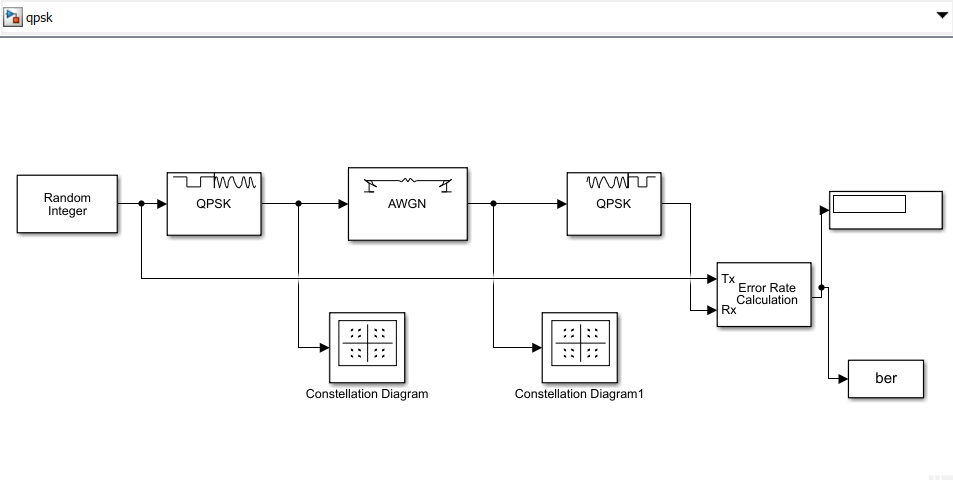 qpsk
Random
Integer
QPSK
AWGN
QPSK
Tx
Error Rate
Calculation
Rx
ber
Constellation Diagram
Constellation Diagram1